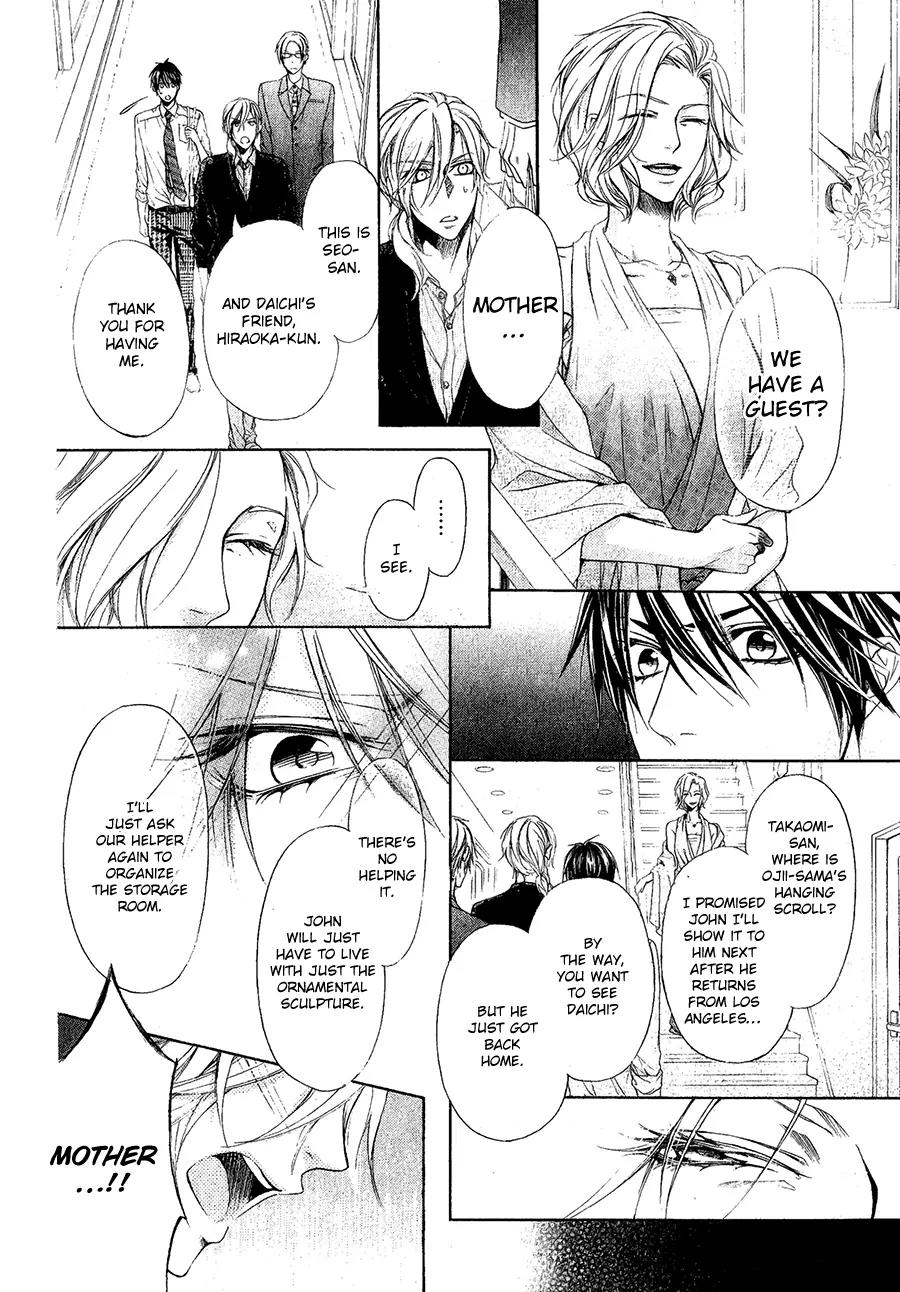 WE
HAVE A
GUEST?
MOTHER
...
THIS IS
SEO-
SAN.
AND DAICHI'S
FRIEND,
HIRAOKA-KUN.
THANK
YOU FOR
HAVING
ME.
......
I
SEE.
TAKAOMI-
SAN,
WHERE IS
OJII-SAMA'S
HANGING
SCROLL?
I PROMISED
JOHN I'LL
SHOW IT TO
HIM NEXT
AFTER HE
RETURNS
FROM LOS
ANGELES...
BY
THE WAY,
YOU WANT
TO SEE
DAICHI?
BUT HE
JUST GOT
BACK
HOME.
THERE'S
NO
HELPING
IT.
JOHN
WILL JUST
HAVE TO LIVE
WITH JUST THE
ORNAMENTAL
SCULPTURE.
I'LL
JUST ASK
OUR HELPER
AGAIN TO
ORGANIZE
THE STORAGE
ROOM.
MOTHER
...!!